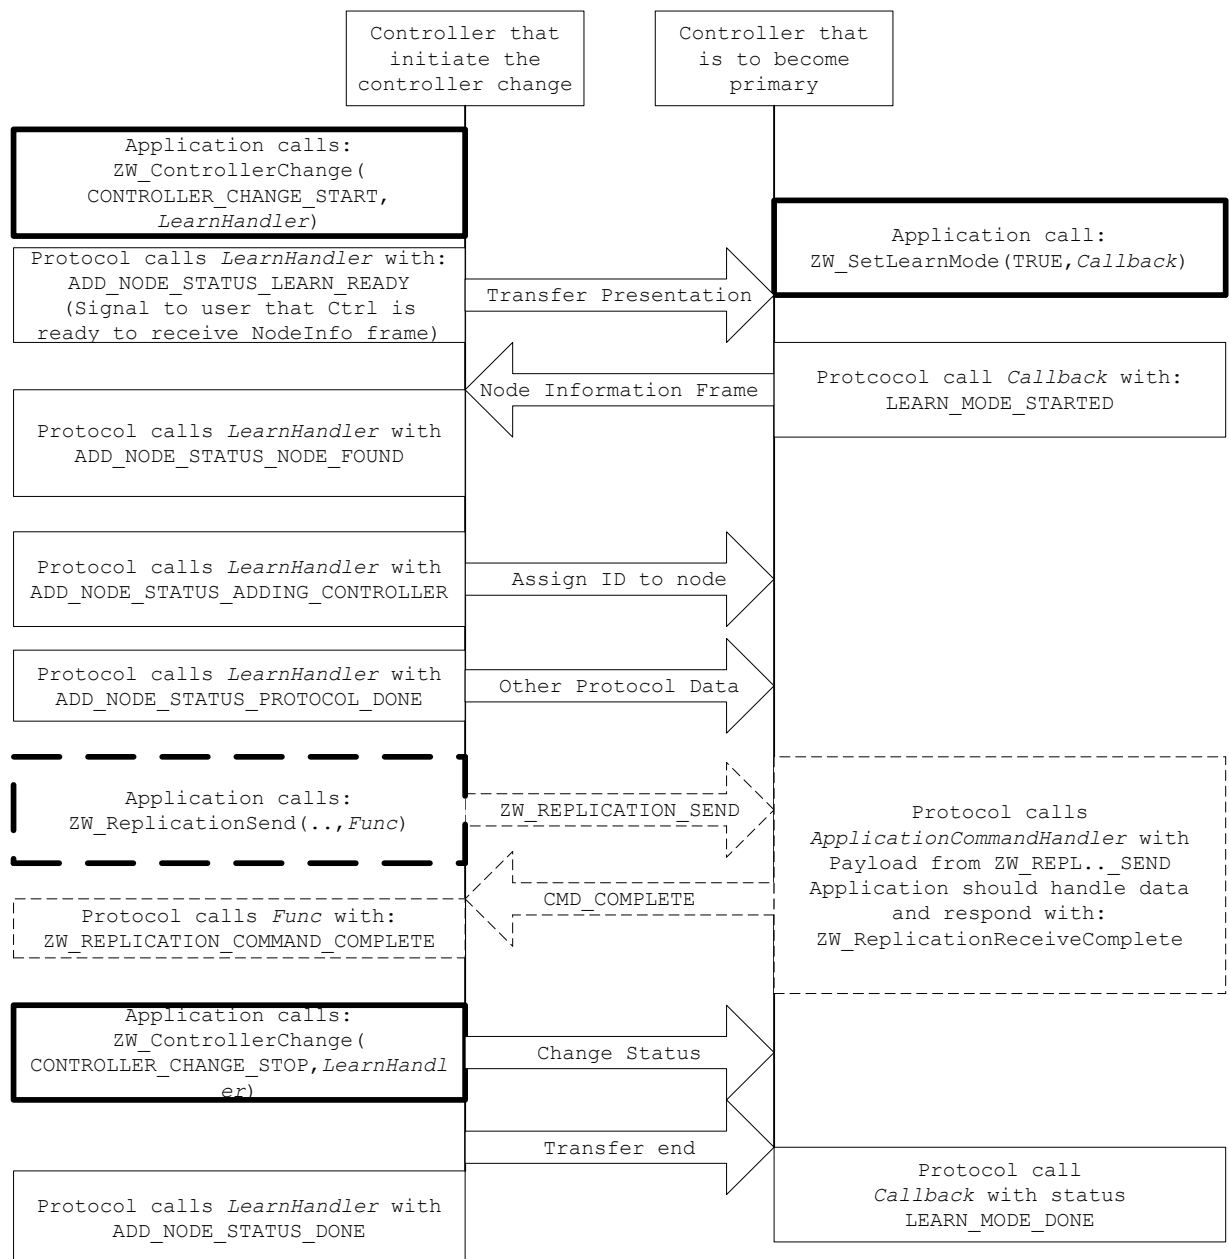 Controller that
initiate the
controller change
Controller that
is to become
primary
Application calls:
ZW_ControllerChange(
CONTROLLER_CHANGE_START,
LearnHandler)
Application call:
ZW_SetLearnMode(TRUE,Callback)
Protocol calls LearnHandler with:
ADD_NODE_STATUS_LEARN_READY
(Signal to user that Ctrl is
ready to receive NodeInfo frame)
Transfer Presentation
Node Information Frame
Protcocol call Callback with:
LEARN_MODE_STARTED
Protocol calls LearnHandler with
ADD_NODE_STATUS_NODE_FOUND
Protocol calls LearnHandler with
ADD_NODE_STATUS_ADDING_CONTROLLER
Assign ID to node
Protocol calls LearnHandler with
ADD_NODE_STATUS_PROTOCOL_DONE
Other Protocol Data
Application calls:
ZW_ReplicationSend(..,Func)
ZW_REPLICATION_SEND
Protocol calls
ApplicationCommandHandler with
Payload from ZW_REPL.._SEND
Application should handle data
and respond with:
ZW_ReplicationReceiveComplete
CMD_COMPLETE
Protocol calls Func with:
ZW_REPLICATION_COMMAND_COMPLETE
Application calls:
ZW_ControllerChange(
CONTROLLER_CHANGE_STOP,LearnHandl
er)
Change Status
Transfer end
Protocol call
Callback with status
LEARN_MODE_DONE
Protocol calls LearnHandler with
ADD_NODE_STATUS_DONE